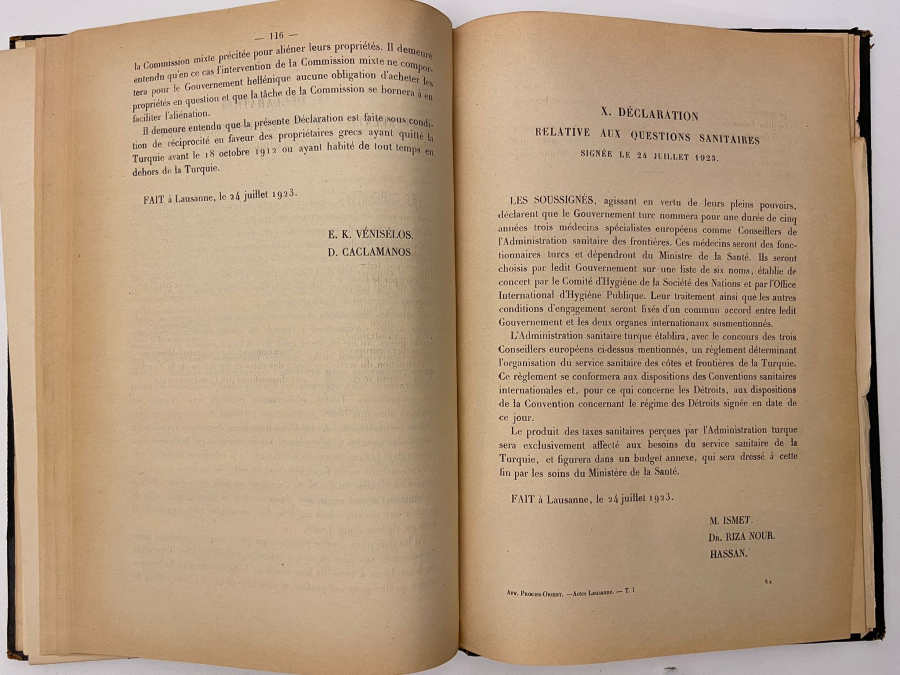 — 116 —
la Commission mixte précitée pour aliéner leurs propriétés. Il demeure
entendu qu'en ce cas l'intervention de la Commission mixte ne compor-
tera pour le Gouvernement hellénique aucune obligation d'acheter les
propriétés en question et que la tâche de la Commission se bornera à en
faciliter l'aliénation.
Il demeure entendu que la présente Déclaration est faite sous condi-
tion de réciprocité en faveur des propriétaires grecs ayant quitté la
Turquie avant le 18 octobre 1912 ou ayant habité de tout temps en
dehors de la Turquie.
FAIT à Lausanne, le 24 juillet 1923.
E. K. VÉNISÉLOS.
D. CACLAMANOS
X. DÉCLARATION
RELATIVE AUX QUESTIONS SANITAIRES
SIGNÉE LE 24 JUILLET 1923.
LES SOUSSIGNÉS, agissant en vertu de leurs pleins pouvoirs,
déclarent que le Gouvernement turc nommera pour une durée de cinq
années trois médecins spécialistes européens comme Conseillers de
l'Administration sanitaire des frontières. Ces médecins seront des fonc-
tionnaires turcs et dépendront du Ministre de la Santé. Ils seront
choisis par ledit Gouvernement sur une liste de six noms, établie de
concert par le Comité d'Hygiène de la Société des Nations et par l'Office
International d'Hygiène Publique. Leur traitement ainsi que les autres
conditions d'engagement seront fixés d'un commun accord entre ledit
Gouvernement et les deux organes internationaux susmentionnés.
L'Administration sanitaire turque établira, avec le concours des trois
Conseillers européens ci-dessus mentionnés, un règlement déterminant
l'organisation du service sanitaire des côtes et frontières de la Turquie.
Ce règlement se conformera aux dispositions des Conventions sanitaires
internationales et, pour ce qui concerne les Détroits, aux dispositions
de la Convention concernant le régime des Détroits signée en date de
ce jour.
Le produit des taxes sanitaires perçues par l'Administration turque
sera exclusivement affecté aux besoins du service sanitaire de la
Turquie, et figurera dans un budget annexe, qui sera dressé à cette
fin par les soins du Ministère de la Santé.
FAIT à Lausanne, le 24 juillet 1923.
M. ISMET.
DR. RIZA NOUR.
HASSAN.
AFF. PROCHE-ORIENT, — Actes Lausanne. — T. I